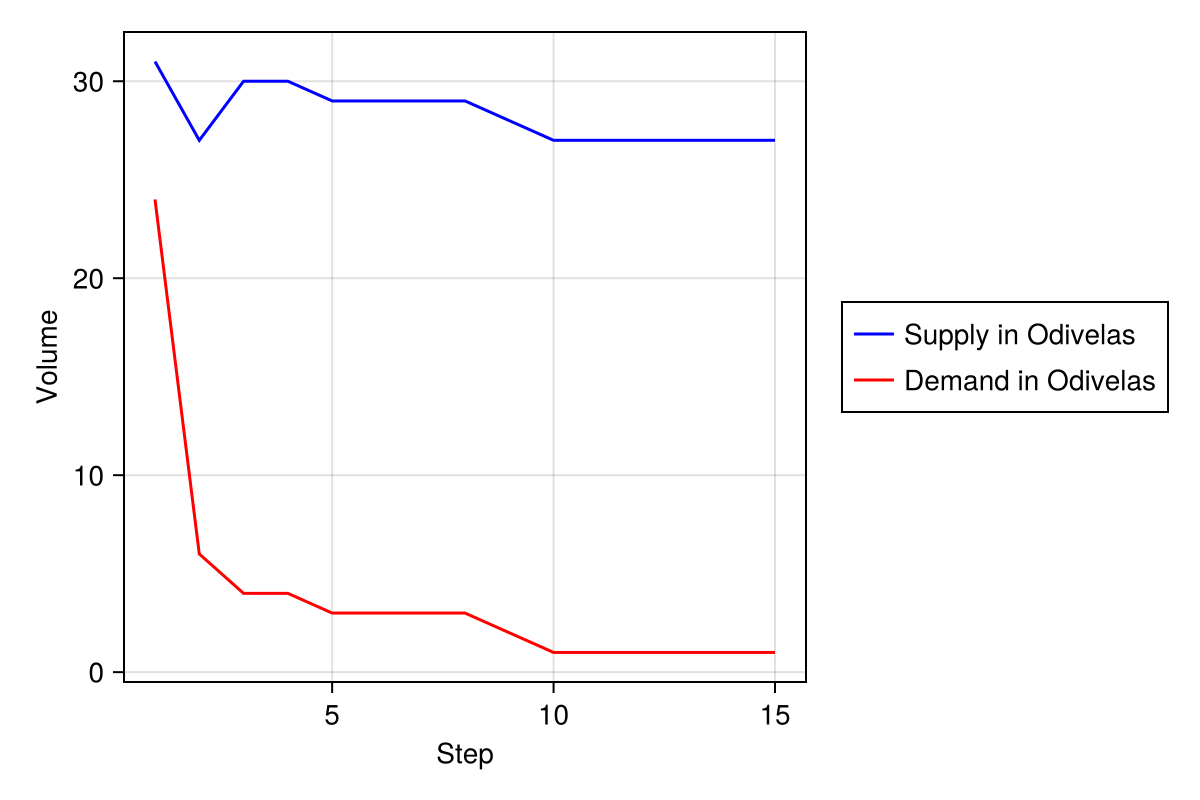 30
20
10
0
Volume
5 10 15
Step
Supply in Odivelas
Demand in Odivelas